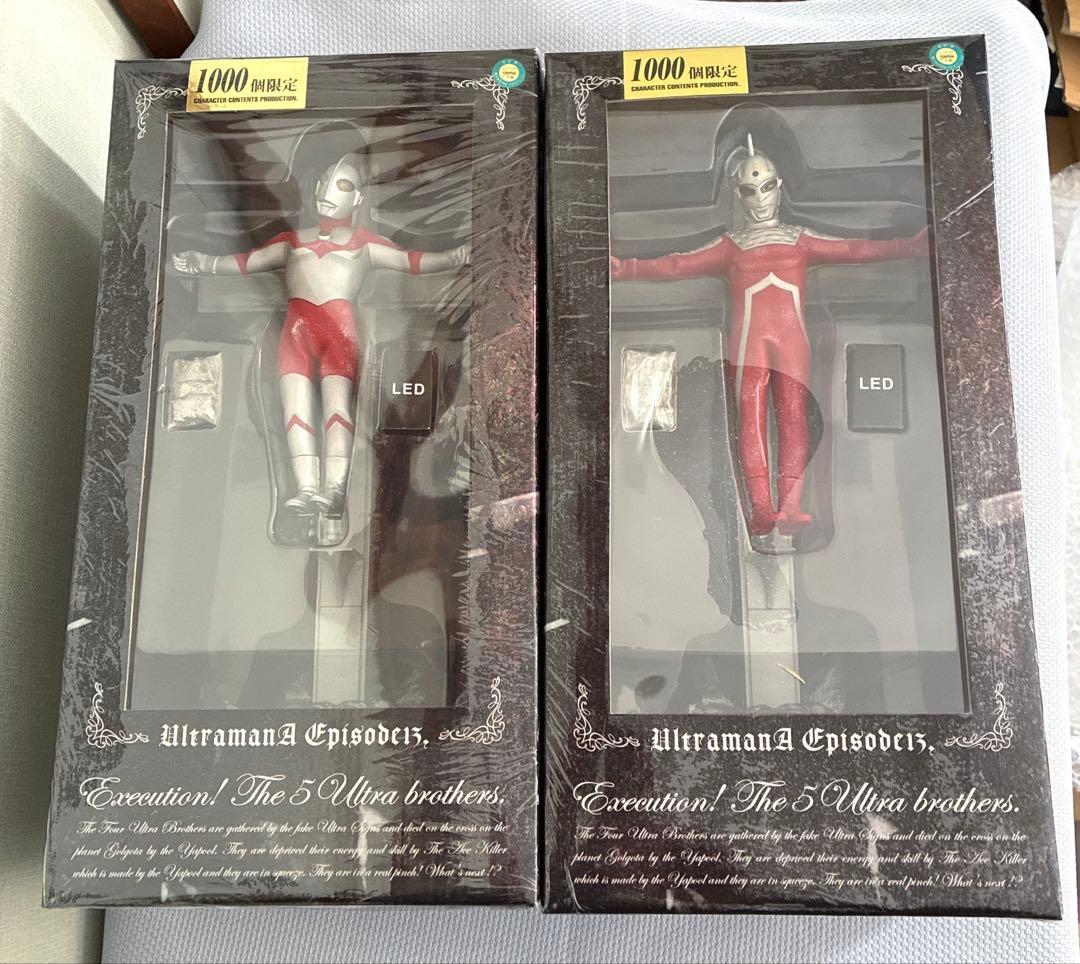 1000個限定
CHARACTER CONTENTS PRODUCTION.
LED
UltramanA Episode13.
Execution! The 5 Ultra brothers.
The Four Ultra Brothers are gathered by the fake Ultra Signs and died on the cross on the
planet Golgota by the Yapool. They are deprived their energy and skill by The Ace Killer
which is made by the Yapool and they are in squeeze. They are in a real pinch! What's next !?
1000個限定
CHARACTER CONTENTS PRODUCTION.
LED
UltramanA Episode13.
Execution! The 5 Ultra brothers.
The Four Ultra Brothers are gathered by the fake Ultra Signs and died on the cross on the
planet Golgota by the Yapool. They are deprived their energy and skill by The Ace Killer
which is made by the Yapool and they are in squeeze. They are in a real pinch! What's next !?